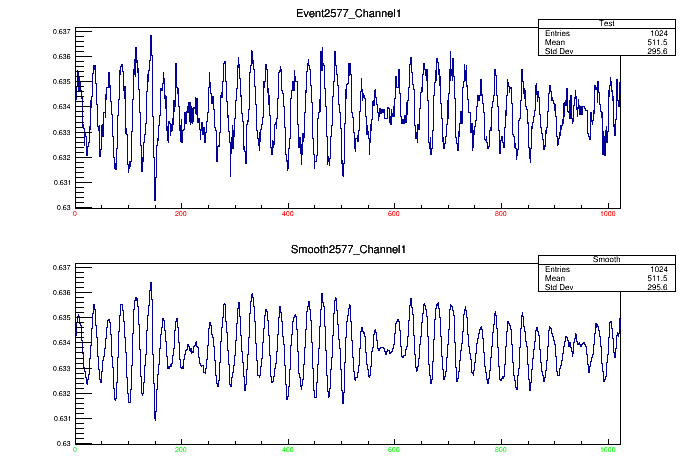 Event2577_Channel1
Test
Entries 1024
Mean 511.5
Std Dev 295.6
0.637
0.636
0.635
0.634
0.633
0.632
0.631
0.63
0 200 400 600 800 1000
Smooth2577_Channel1
Smooth
Entries 1024
Mean 511.5
Std Dev 295.6
0.637
0.636
0.635
0.634
0.633
0.632
0.631
0.63
0 200 400 600 800 1000